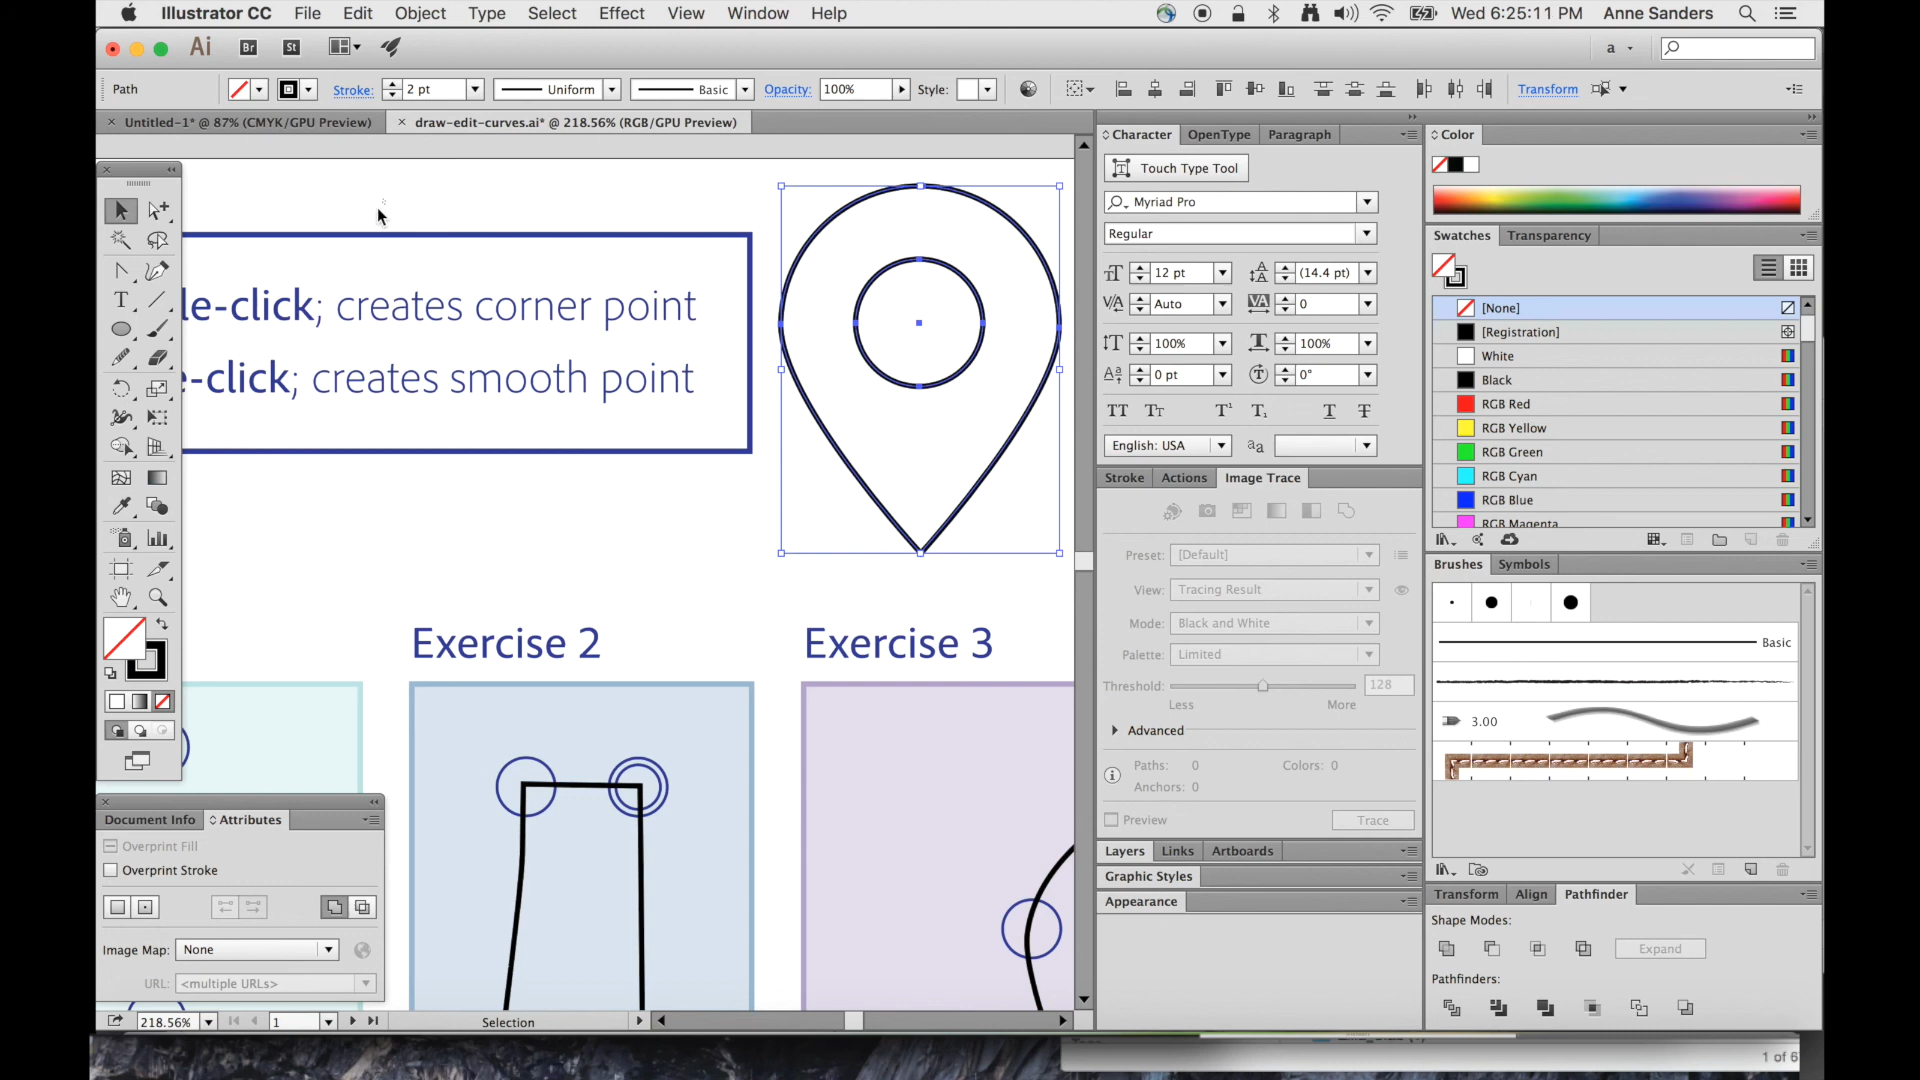 Illustrator CC File Edit Object Type Select Effect View Window Help Wed 6:25:11 PM Anne Sanders
Ai Br St a
Path Stroke: 2 pt Uniform Basic Opacity: 100% Style: Transform
Untitled-1* @ 87% (CMYK/GPU Preview) draw-edit-curves.ai* @ 218.56% (RGB/GPU Preview)
le-click; creates corner point
e-click; creates smooth point
Exercise 2
Exercise 3
Document Info Attributes
Overprint Fill
Overprint Stroke
Image Map: None
URL: <multiple URLs>
218.56% 1 Selection
Character OpenType Paragraph
Touch Type Tool
Myriad Pro
Regular
12 pt (14.4 pt)
Auto 0
100% 100%
0 pt 0°
English: USA
Stroke Actions Image Trace
Preset: [Default]
View: Tracing Result
Mode: Black and White
Palette: Limited
Threshold: 128
Less More
Advanced
Paths: 0 Colors: 0
Anchors: 0
Preview Trace
Layers Links Artboards
Graphic Styles
Appearance
Color
Swatches Transparency
[None]
[Registration]
White
Black
RGB Red
RGB Yellow
RGB Green
RGB Cyan
RGB Blue
RGB Magenta
Brushes Symbols
Basic
3.00
Transform Align Pathfinder
Shape Modes:
Expand
Pathfinders:
1 of 6